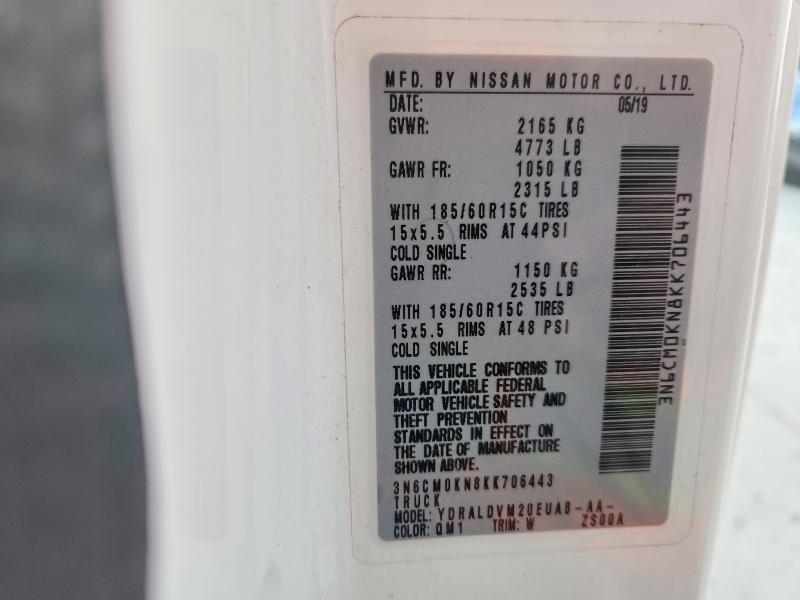 MFD. BY NISSAN MOTOR CO., LTD.
DATE: 05/19
GVWR: 2165 KG
4773 LB
GAWR FR: 1050 KG
2315 LB
WITH 185/60R15C TIRES
15x5.5 RIMS AT 44PSI
COLD SINGLE
GAWR RR: 1150 KG
2535 LB
WITH 185/60R15C TIRES
15x5.5 RIMS AT 48 PSI
COLD SINGLE
THIS VEHICLE CONFORMS TO
ALL APPLICABLE FEDERAL
MOTOR VEHICLE SAFETY AND
THEFT PREVENTION
STANDARDS IN EFFECT ON
THE DATE OF MANUFACTURE
SHOWN ABOVE.
3N6CM0KN8KK706443
TRUCK
MODEL: YDRALDVM20EUAB-AA-
COLOR: QM1 TRIM: W ZS00A
3N6CM0KN8KK706443